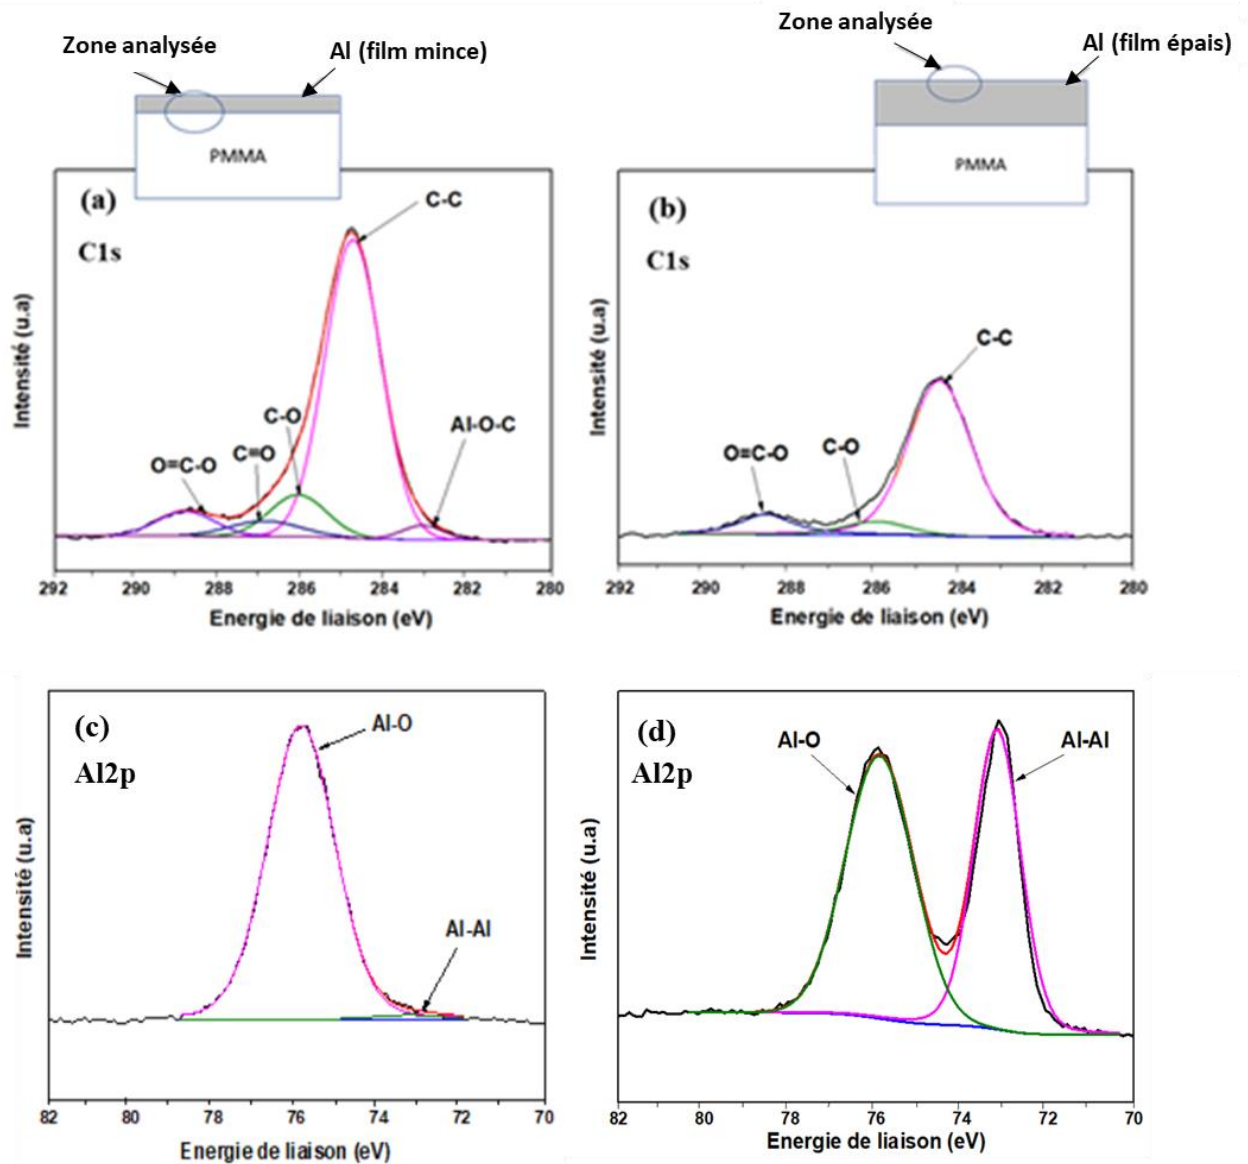 Zone analysée
Al (film mince)
PMMA
(a)
C1s
C-C
C-O
C=O
O=C-O
Al-O-C
Intensité (u.a)
292 290 288 286 284 282 280
Energie de liaison (eV)
Zone analysée
Al (film épais)
PMMA
(b)
C1s
C-C
C-O
O=C-O
Intensité (u.a)
292 290 288 286 284 282 280
Energie de liaison (eV)
(c)
Al2p
Al-O
Al-Al
Intensité (u.a)
82 80 78 76 74 72 70
Energie de liaison (eV)
(d)
Al2p
Al-O
Al-Al
Intensité (u.a)
82 80 78 76 74 72 70
Energie de liaison (eV)